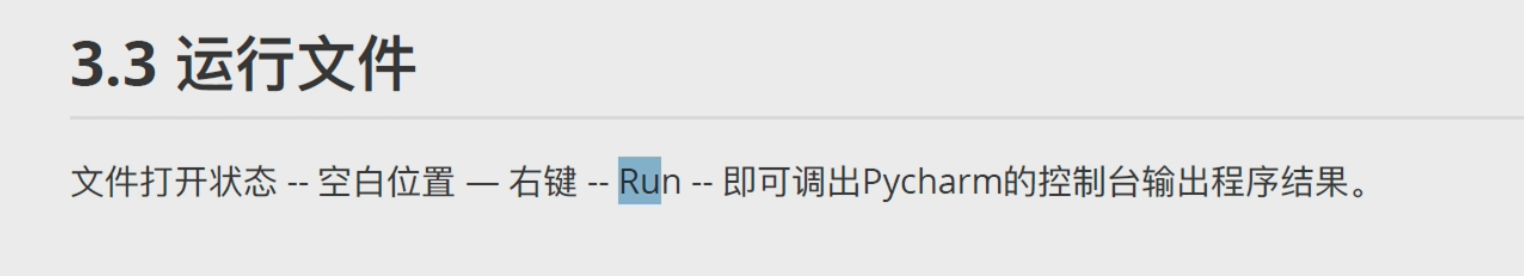 3.3 运行文件
文件打开状态 -- 空白位置 — 右键 -- Run -- 即可调出Pycharm的控制台输出程序结果。